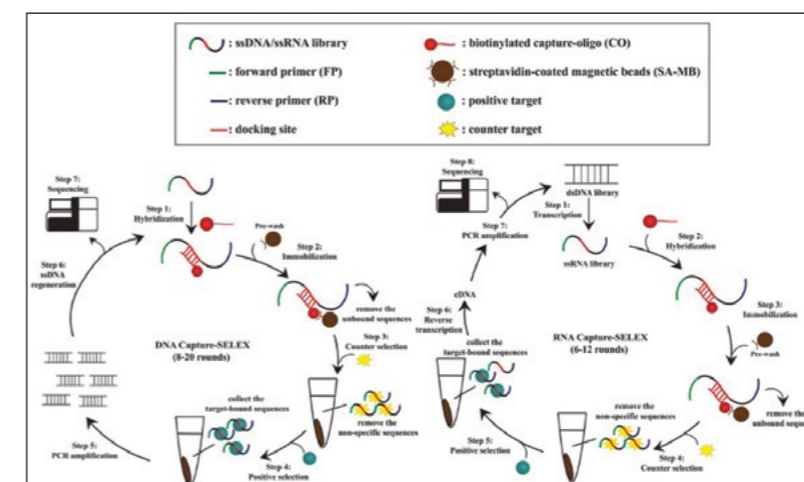 : ssDNA/ssRNA library
: forward primer (FP)
: reverse primer (RP)
: docking site
: biotinylated capture-oligo (CO)
: streptavidin-coated magnetic beads (SA-MB)
: positive target
: counter target
Step 7:
Sequencing
Step 1:
Hybridization
Pre-wash
Step 2:
Immobilization
remove the
unbound sequences
Step 3:
Counter selection
remove the
non-specific sequences
Step 4:
Positive selection
collect the
target-bound sequences
Step 5:
PCR amplification
Step 6:
ssDNA
regeneration
DNA Capture-SELEX
(8-20 rounds)
Step 8:
Sequencing
dsDNA library
Step 1:
Transcription
ssRNA library
Step 2:
Hybridization
Step 3:
Immobilization
Pre-wash
remove the
unbound seque
Step 4:
Counter selection
remove the
non-specific sequences
Step 5:
Positive selection
collect the
target-bound sequences
Step 6:
Reverse
transcription
cDNA
Step 7:
PCR amplification
RNA Capture-SELEX
(6-12 rounds)